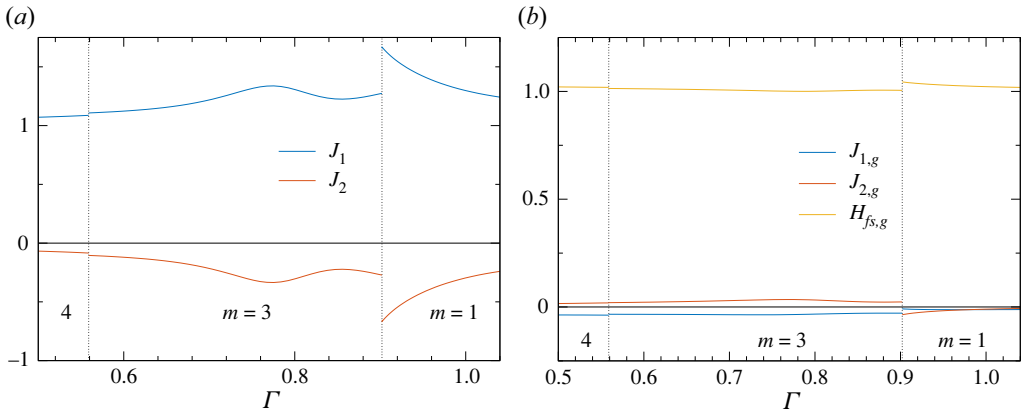 (a)
1
0
−1
J1
J2
4
m = 3
m = 1
0.6
0.8
1.0
Γ
(b)
1.0
0.5
0
J1,g
J2,g
Hfs,g
4
m = 3
m = 1
0.5
0.6
0.7
0.8
0.9
1.0
Γ